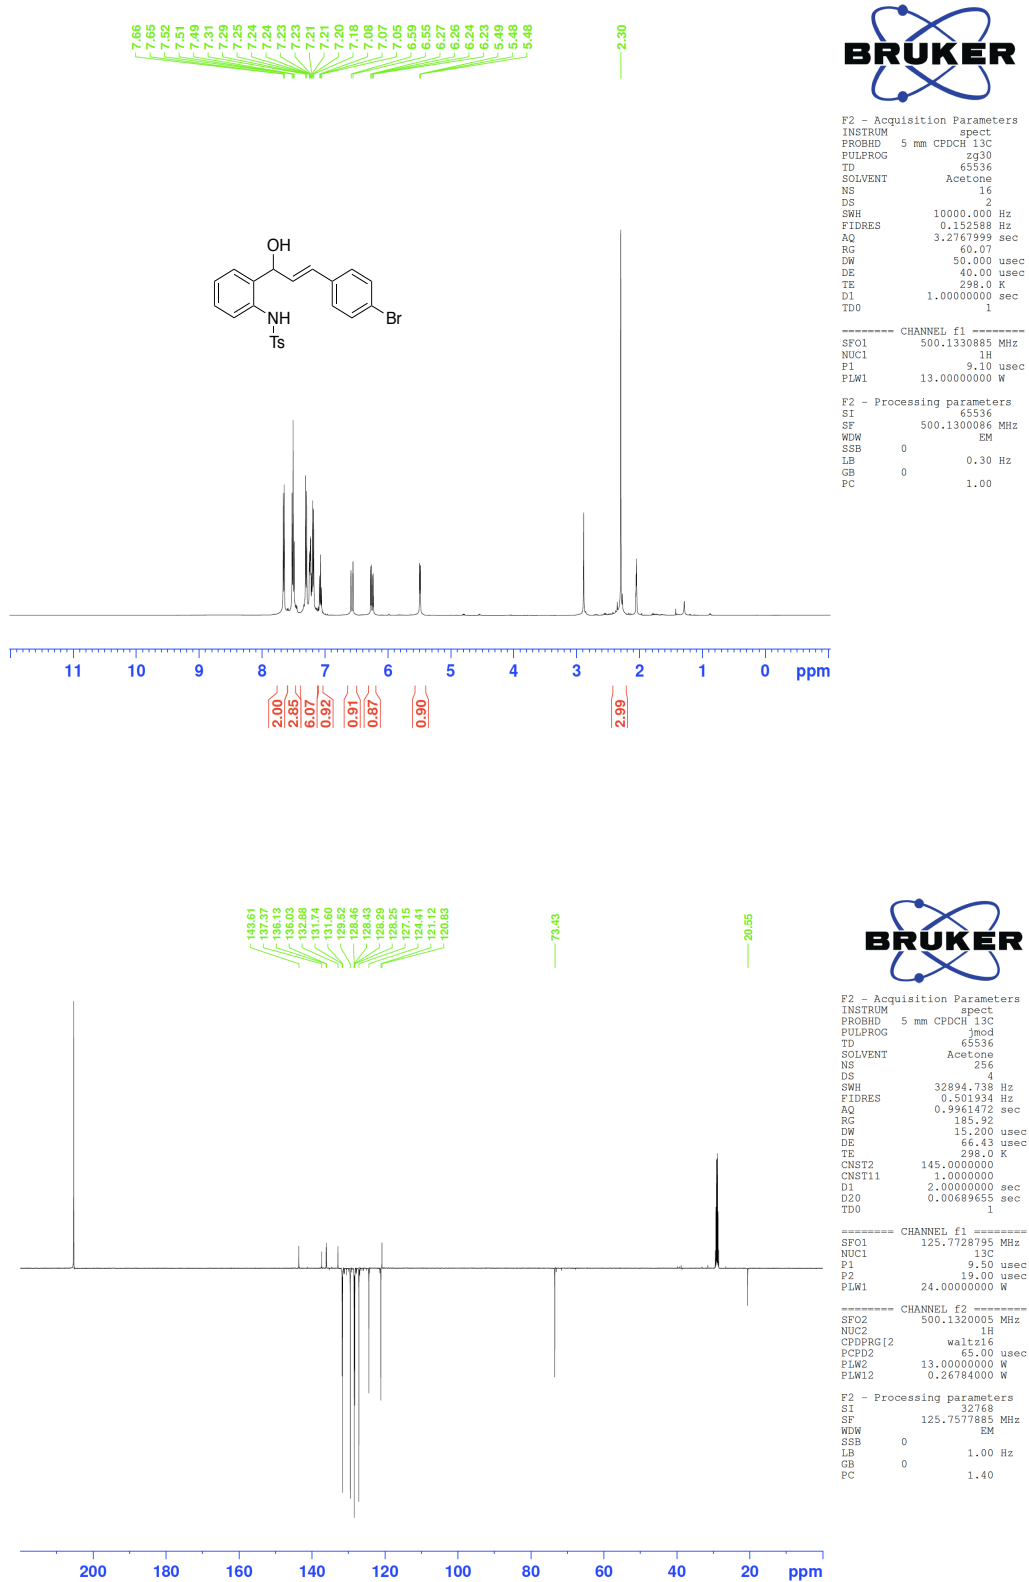 7.66
7.65
7.52
7.51
7.49
7.31
7.29
7.25
7.24
7.24
7.23
7.23
7.21
7.21
7.20
7.18
7.08
7.07
7.05
6.59
6.55
6.27
6.26
6.24
6.23
5.49
5.48
5.48
2.30
BRUKER
F2 - Acquisition Parameters
INSTRUM spect
PROBHD 5 mm CPDCH 13C
PULPROG zg30
TD 65536
SOLVENT Acetone
NS 16
DS 2
SWH 10000.000 Hz
FIDRES 0.152588 Hz
AQ 3.2767999 sec
RG 60.07
DW 50.000 usec
DE 40.00 usec
TE 298.0 K
D1 1.00000000 sec
TD0 1
======== CHANNEL f1 ========
SFO1 500.1330885 MHz
NUC1 1H
P1 9.10 usec
PLW1 13.00000000 W
F2 - Processing parameters
SI 65536
SF 500.1300086 MHz
WDW EM
SSB 0
LB 0.30 Hz
GB 0
PC 1.00
OH
NH
Ts
Br
11 10 9 8 7 6 5 4 3 2 1 0 ppm
2.00
2.85
6.07
0.92
0.91
0.87
0.90
2.99
143.61
137.37
136.13
136.03
132.88
131.74
131.60
129.52
128.46
128.43
128.29
128.25
127.15
124.41
121.12
120.83
73.43
20.55
BRUKER
F2 - Acquisition Parameters
INSTRUM spect
PROBHD 5 mm CPDCH 13C
PULPROG jmod
TD 65536
SOLVENT Acetone
NS 256
DS 4
SWH 32894.738 Hz
FIDRES 0.501934 Hz
AQ 0.9961472 sec
RG 185.92
DW 15.200 usec
DE 66.43 usec
TE 298.0 K
CNST2 145.0000000
CNST11 1.0000000
D1 2.00000000 sec
D20 0.00689655 sec
TD0 1
======== CHANNEL f1 ========
SFO1 125.7728795 MHz
NUC1 13C
P1 9.50 usec
P2 19.00 usec
PLW1 24.00000000 W
======== CHANNEL f2 ========
SFO2 500.1320005 MHz
NUC2 1H
CPDPRG[2 waltz16
PCPD2 65.00 usec
PLW2 13.00000000 W
PLW12 0.26784000 W
F2 - Processing parameters
SI 32768
SF 125.7577885 MHz
WDW EM
SSB 0
LB 1.00 Hz
GB 0
PC 1.40
200 180 160 140 120 100 80 60 40 20 ppm